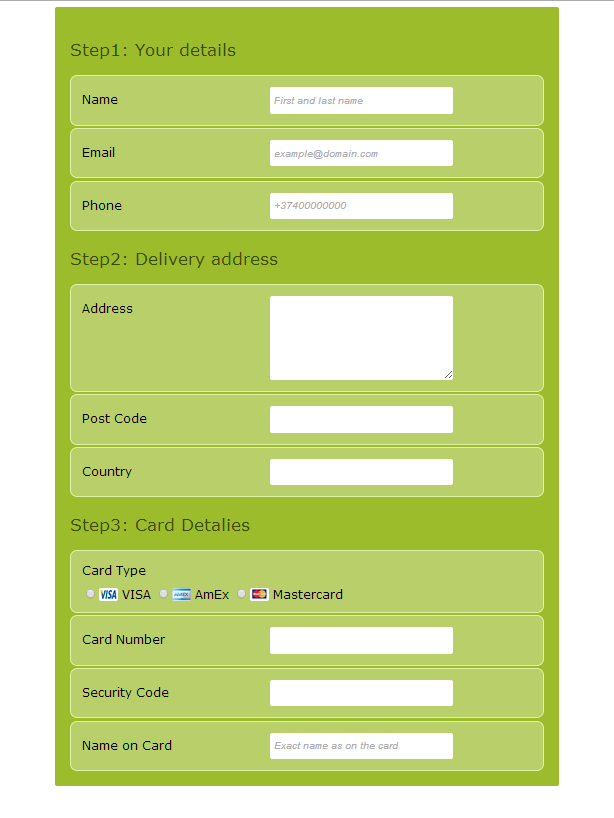 Step1: Your details
Name First and last name
Email example@domain.com
Phone +37400000000
Step2: Delivery address
Address
Post Code
Country
Step3: Card Detalies
Card Type
VISA VISA AMEX AmEx MasterCard Mastercard
Card Number
Security Code
Name on Card Exact name as on the card